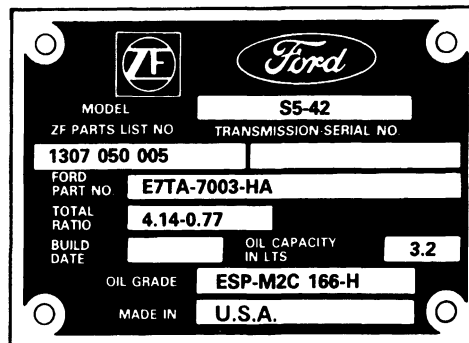 ZF Ford
MODEL S5-42
ZF PARTS LIST NO TRANSMISSION SERIAL NO.
1307 050 005
FORD
PART NO. E7TA-7003-HA
TOTAL
RATIO 4.14-0.77
BUILD
DATE
OIL CAPACITY
IN LTS 3.2
OIL GRADE ESP-M2C 166-H
MADE IN U.S.A.